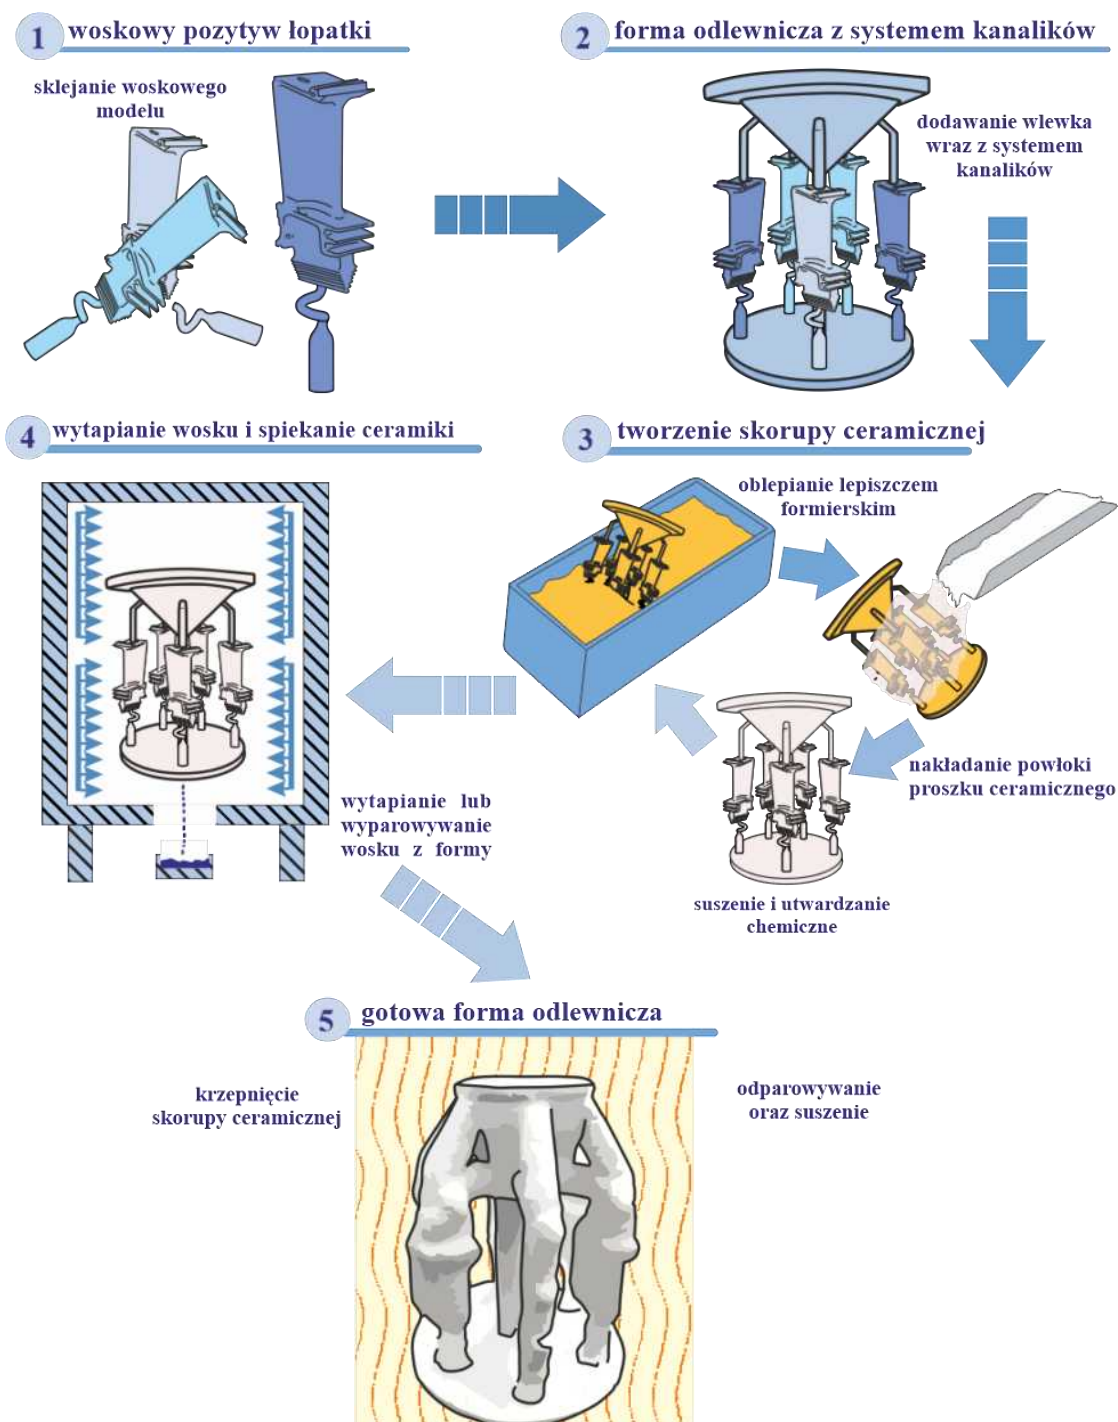 1 woskowy pozytyw łopatki
sklejanie woskowego
modelu
2 forma odlewnicza z systemem kanalików
dodawanie wlewka
wraz z systemem
kanalików
3 tworzenie skorupy ceramicznej
oblepianie lepiszczem
formierskim
nakładanie powłoki
proszku ceramicznego
suszenie i utwardzanie
chemiczne
4 wytapianie wosku i spiekanie ceramiki
wytapianie lub
wyparowywanie
wosku z formy
5 gotowa forma odlewnicza
krzepnięcie
skorupy ceramicznej
odparowywanie
oraz suszenie